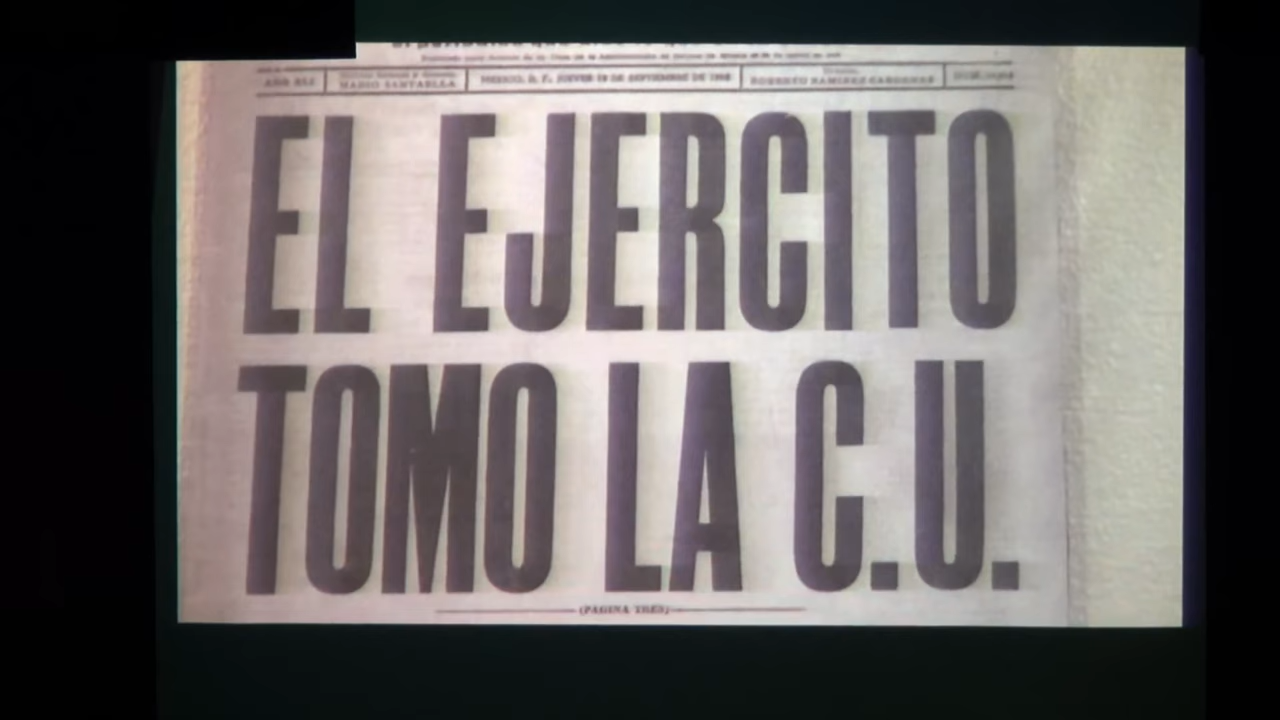 MEXICO, D. F., JUEVES 19 DE SEPTIEMBRE DE 1968
MARIO SANTAELLA
ROBERTO RAMIREZ CARDENAS
EL EJERCITO
TOMO LA C.U.
(PAGINA TRES)